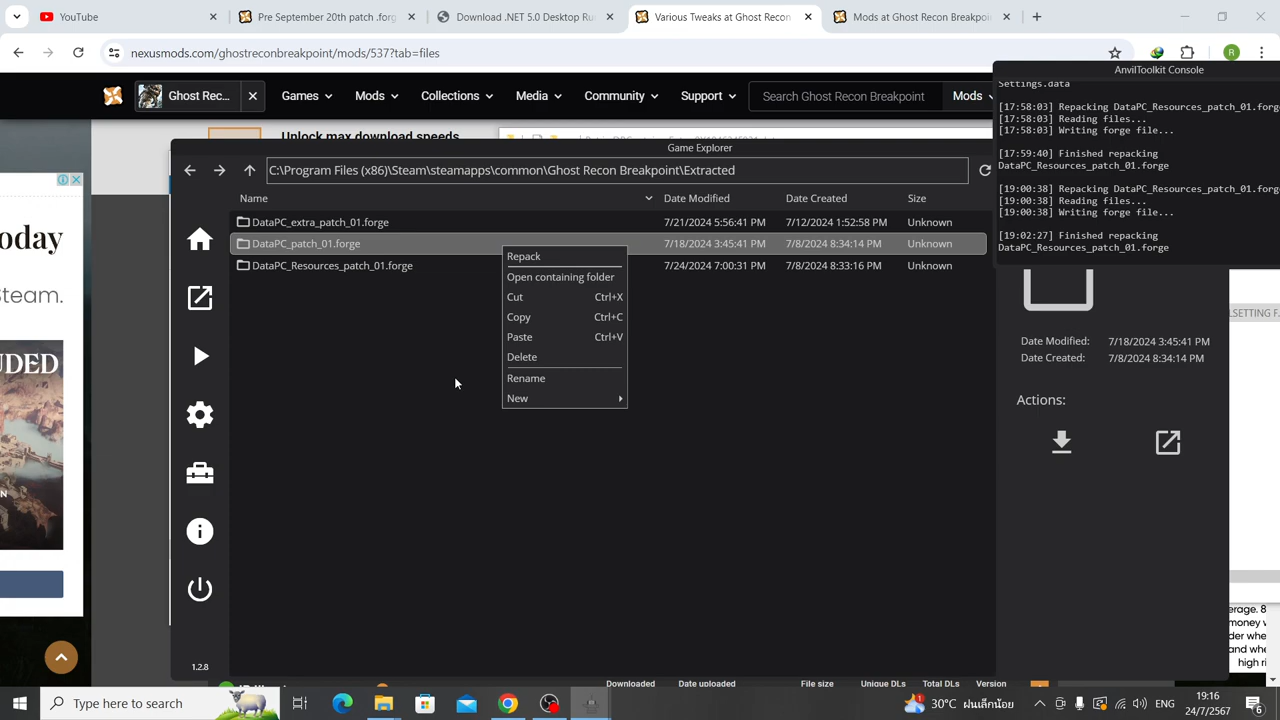 YouTube
Pre September 20th patch .forg
Download .NET 5.0 Desktop Ru
Various Tweaks at Ghost Recon
Mods at Ghost Recon Breakpoin
nexusmods.com/ghostreconbreakpoint/mods/537?tab=files
R
Ghost Rec...
Games
Mods
Collections
Media
Community
Support
Search Ghost Recon Breakpoint
Mods
AnvilToolkit Console
Settings.data
[17:58:03] Repacking DataPC_Resources_patch_01.forge
[17:58:03] Reading files...
[17:58:03] Writing forge file...
[17:59:40] Finished repacking
DataPC_Resources_patch_01.forge
[19:00:38] Repacking DataPC_Resources_patch_01.forge
[19:00:38] Reading files...
[19:00:38] Writing forge file...
[19:02:27] Finished repacking
DataPC_Resources_patch_01.forge
Unlock max download speeds
Game Explorer
C:\Program Files (x86)\Steam\steamapps\common\Ghost Recon Breakpoint\Extracted
Name
Date Modified
Date Created
Size
DataPC_extra_patch_01.forge
7/21/2024 5:56:41 PM
7/12/2024 1:52:58 PM
Unknown
DataPC_patch_01.forge
7/18/2024 3:45:41 PM
7/8/2024 8:34:14 PM
Unknown
DataPC_Resources_patch_01.forge
7/24/2024 7:00:31 PM
7/8/2024 8:33:16 PM
Unknown
Repack
Open containing folder
Cut Ctrl+X
Copy Ctrl+C
Paste Ctrl+V
Delete
Rename
New
Date Modified: 7/18/2024 3:45:41 PM
Date Created: 7/8/2024 8:34:14 PM
Actions:
1.2.8
oday
Steam.
UDED
N
LSETTING F.
erage. 8
money w
der whe
and whe
high ri
Downloaded
Date uploaded
File size
Unique DLs
Total DLs
Version
Type here to search
30°C ฝนเล็กน้อย
ENG
19:16
24/7/2567
6